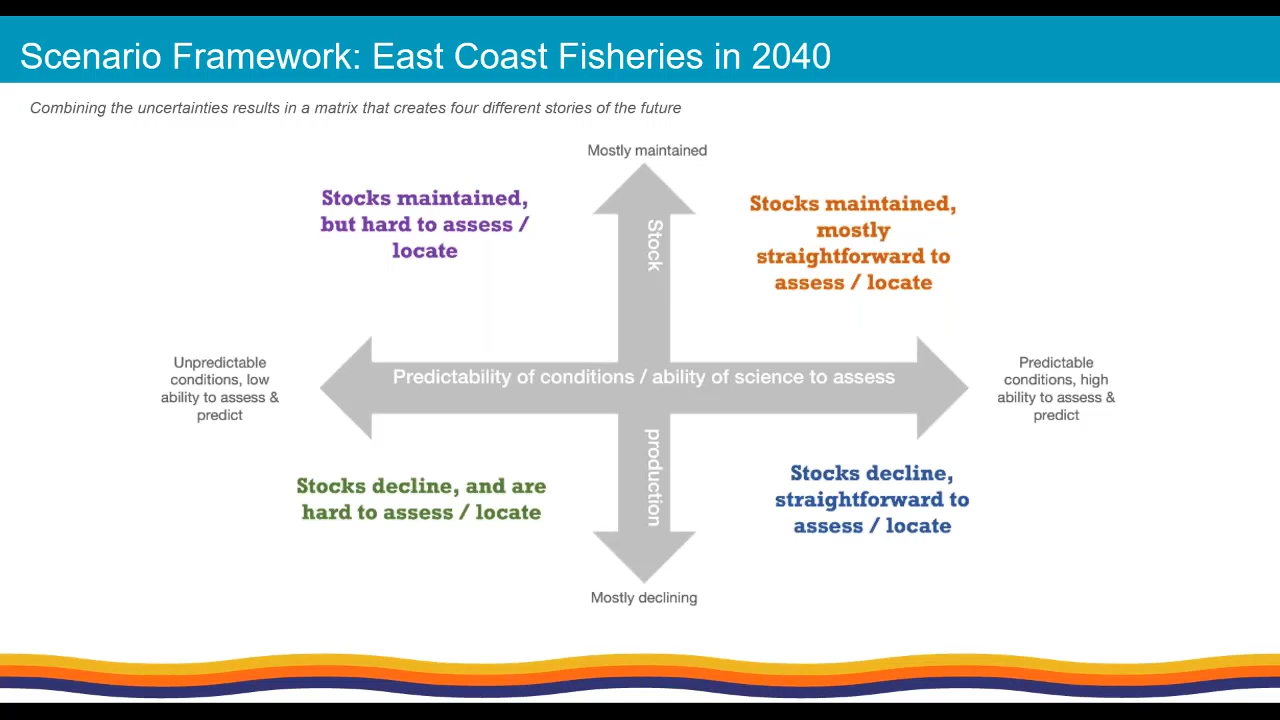 Scenario Framework: East Coast Fisheries in 2040
Combining the uncertainties results in a matrix that creates four different stories of the future
Mostly maintained
Stocks maintained,
but hard to assess /
locate
Stocks maintained,
mostly
straightforward to
assess / locate
Stock
Unpredictable
conditions, low
ability to assess &
predict
Predictability of conditions / ability of science to assess
Predictable
conditions, high
ability to assess &
predict
production
Stocks decline, and are
hard to assess / locate
Stocks decline,
straightforward to
assess / locate
Mostly declining